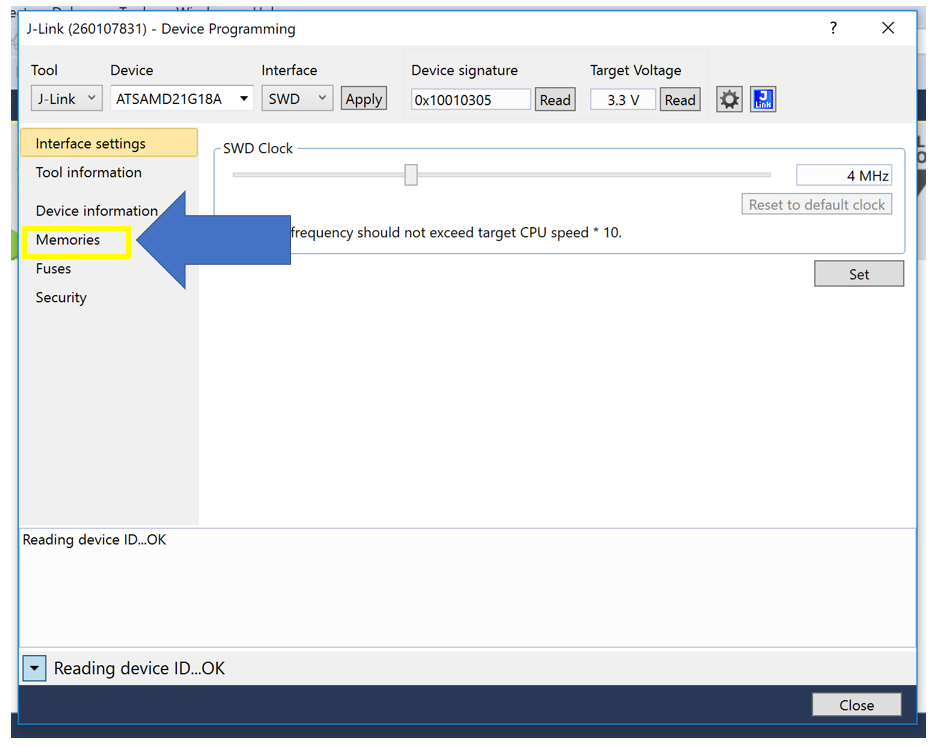 J-Link (260107831) - Device Programming ?
Tool Device Interface Device signature Target Voltage
J-Link ATSAMD21G18A SWD Apply 0x10010305 Read 3.3 V Read J Link
Interface settings
Tool information
Device information
Memories
Fuses
Security
SWD Clock
4 MHz
Reset to default clock
frequency should not exceed target CPU speed * 10.
Set
Reading device ID...OK
Reading device ID...OK
Close